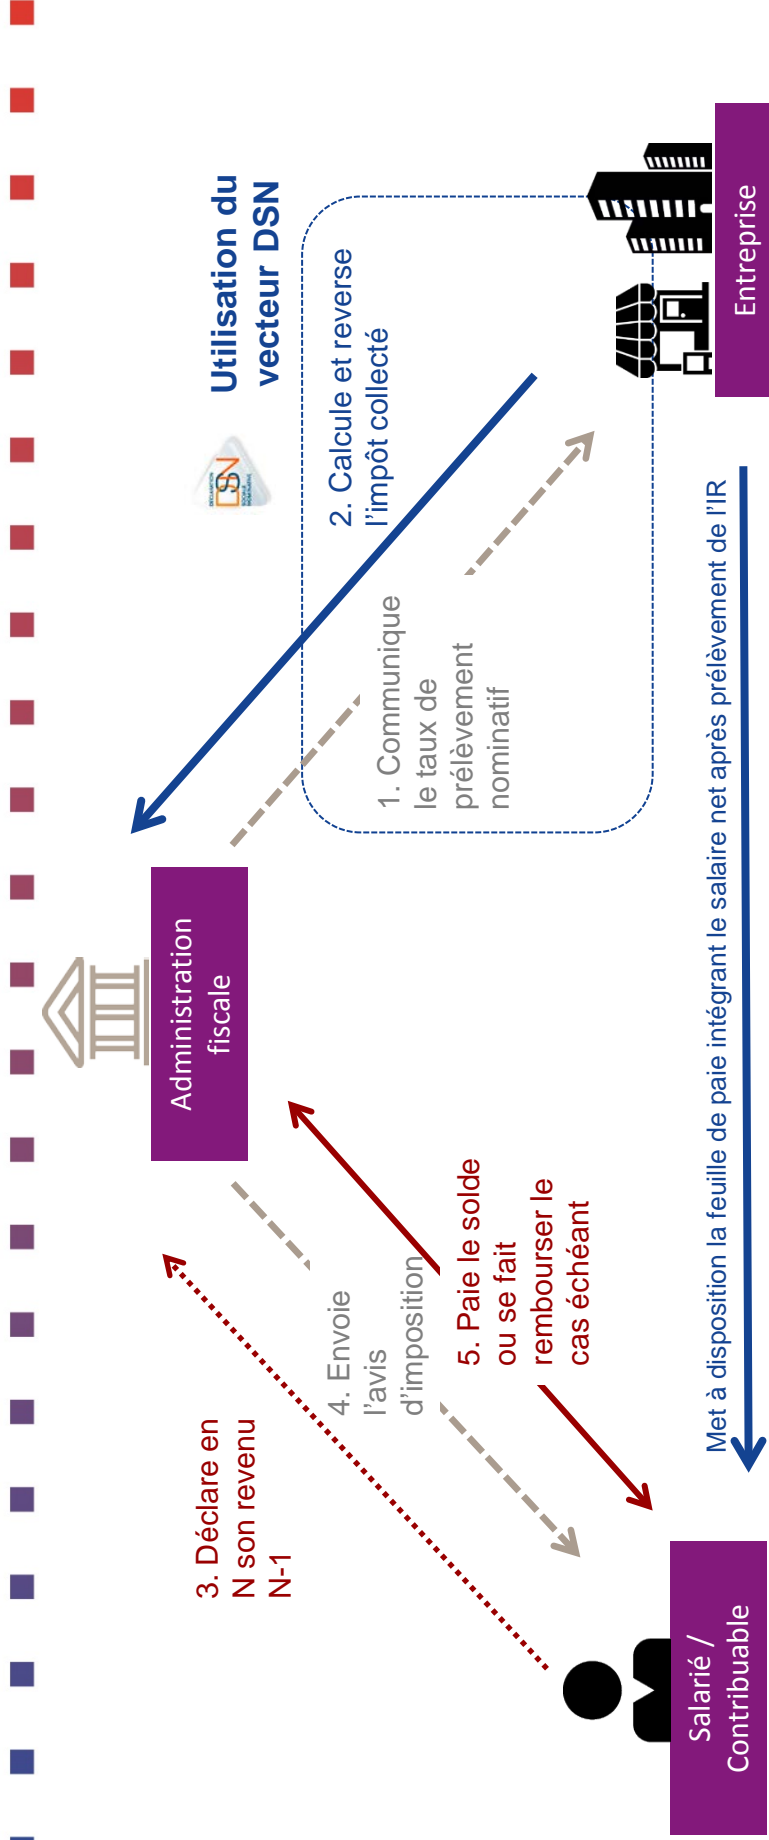 Utilisation du
vecteur DSN
DSN
Administration
fiscale
2. Calcule et reverse
l'impôt collecté
1. Communique
le taux de
prélèvement
nominatif
3. Déclare en
N son revenu
N-1
4. Envoie
l'avis
d'imposition
5. Paie le solde
ou se fait
rembourser le
cas échéant
Salarié /
Contribuable
Entreprise
Met à disposition la feuille de paie intégrant le salaire net après prélèvement de l'IR